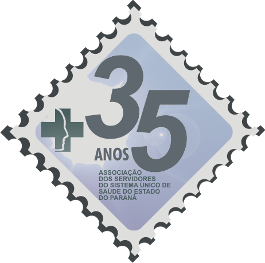 35
ANOS
ASSOCIAÇÃO
DOS SERVIDORES
DO SISTEMA ÚNICO DE
SAÚDE DO ESTADO
DO PARANÁ